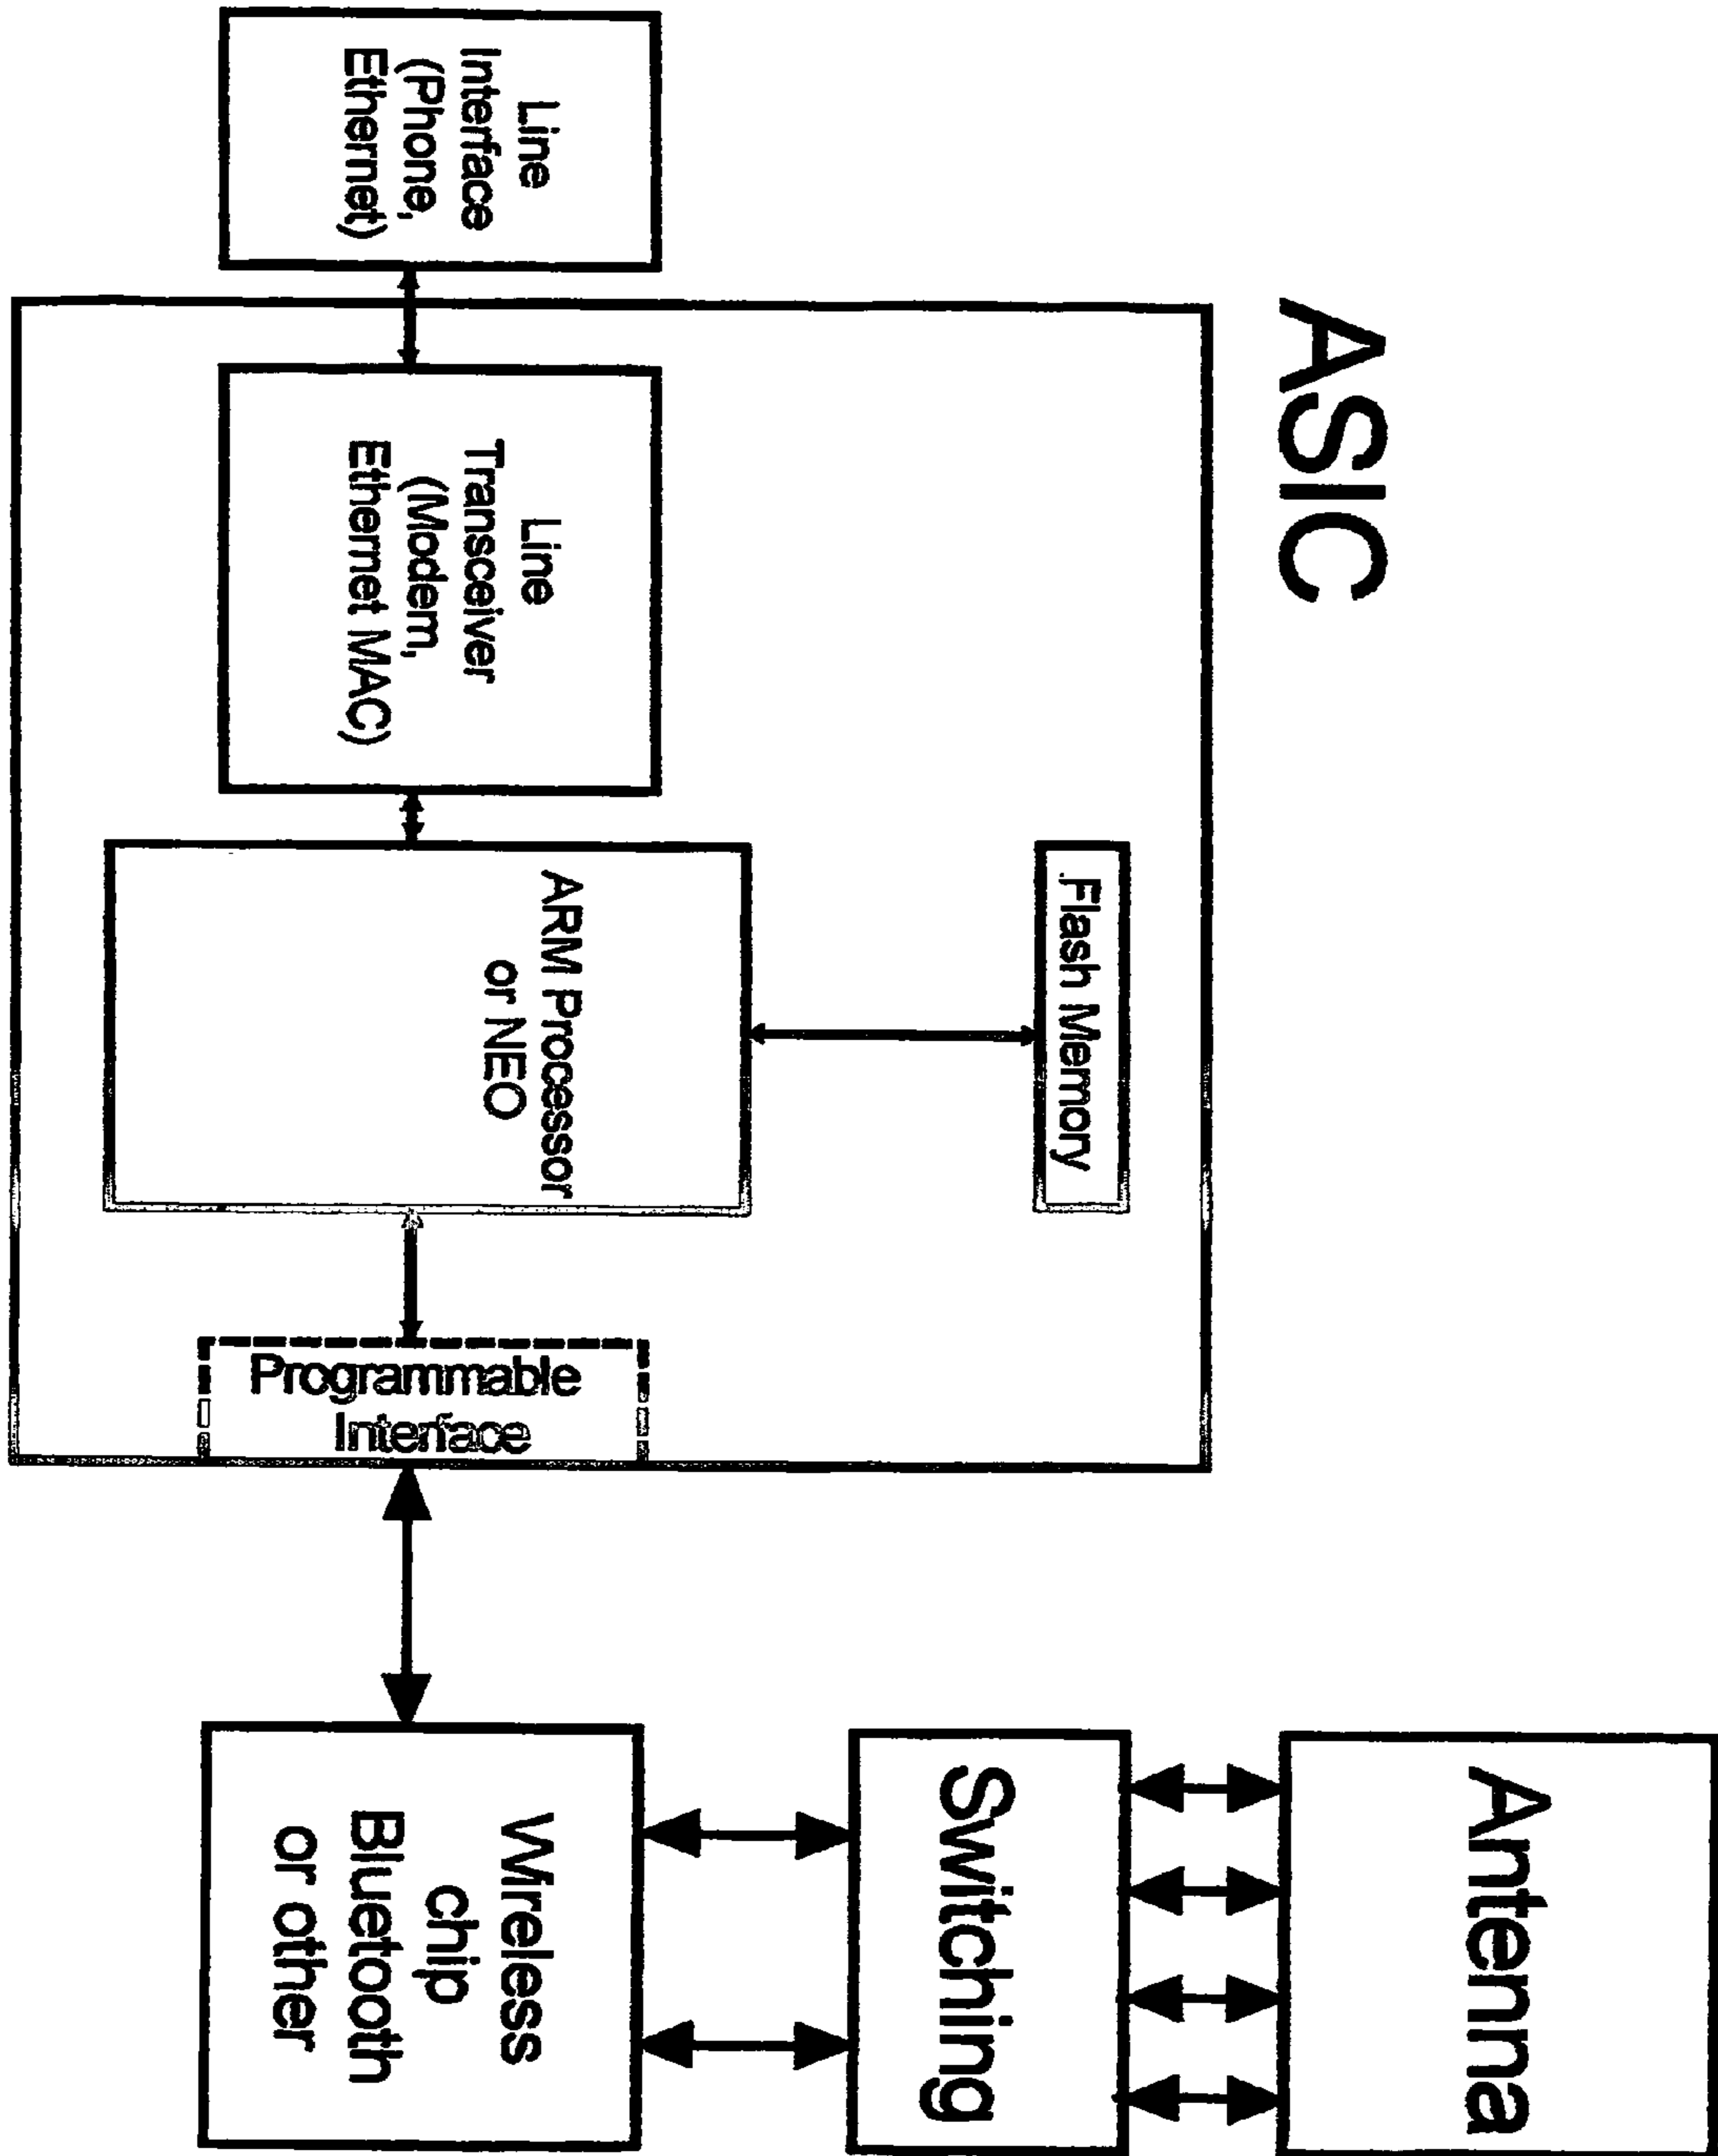 ASIC
Antenna
.Flash Memory
Switching
Line
Interface
(Phone,
Ethernet)
Line
Transceiver
(Modem,
Ethernet MAC)
ARM Processor
or NEO
Programmable
Interface
Wireless
chip
Bluetooth
or other